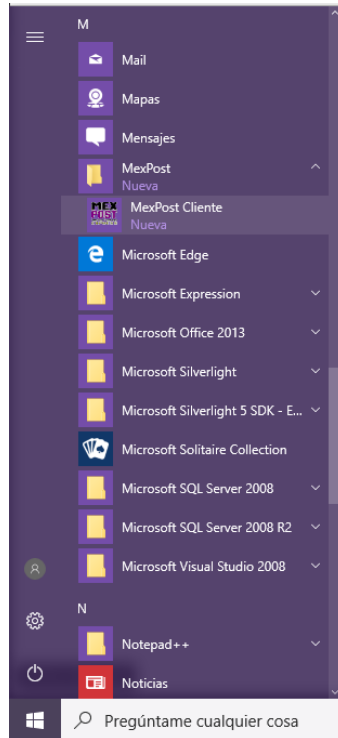 M
Mail
Mapas
Mensajes
MexPost
Nueva
MEX
POST
MexPost Cliente
Nueva
Microsoft Edge
Microsoft Expression
Microsoft Office 2013
Microsoft Silverlight
Microsoft Silverlight 5 SDK - E...
Microsoft Solitaire Collection
Microsoft SQL Server 2008
Microsoft SQL Server 2008 R2
Microsoft Visual Studio 2008
N
Notepad++
Noticias
Pregúntame cualquier cosa